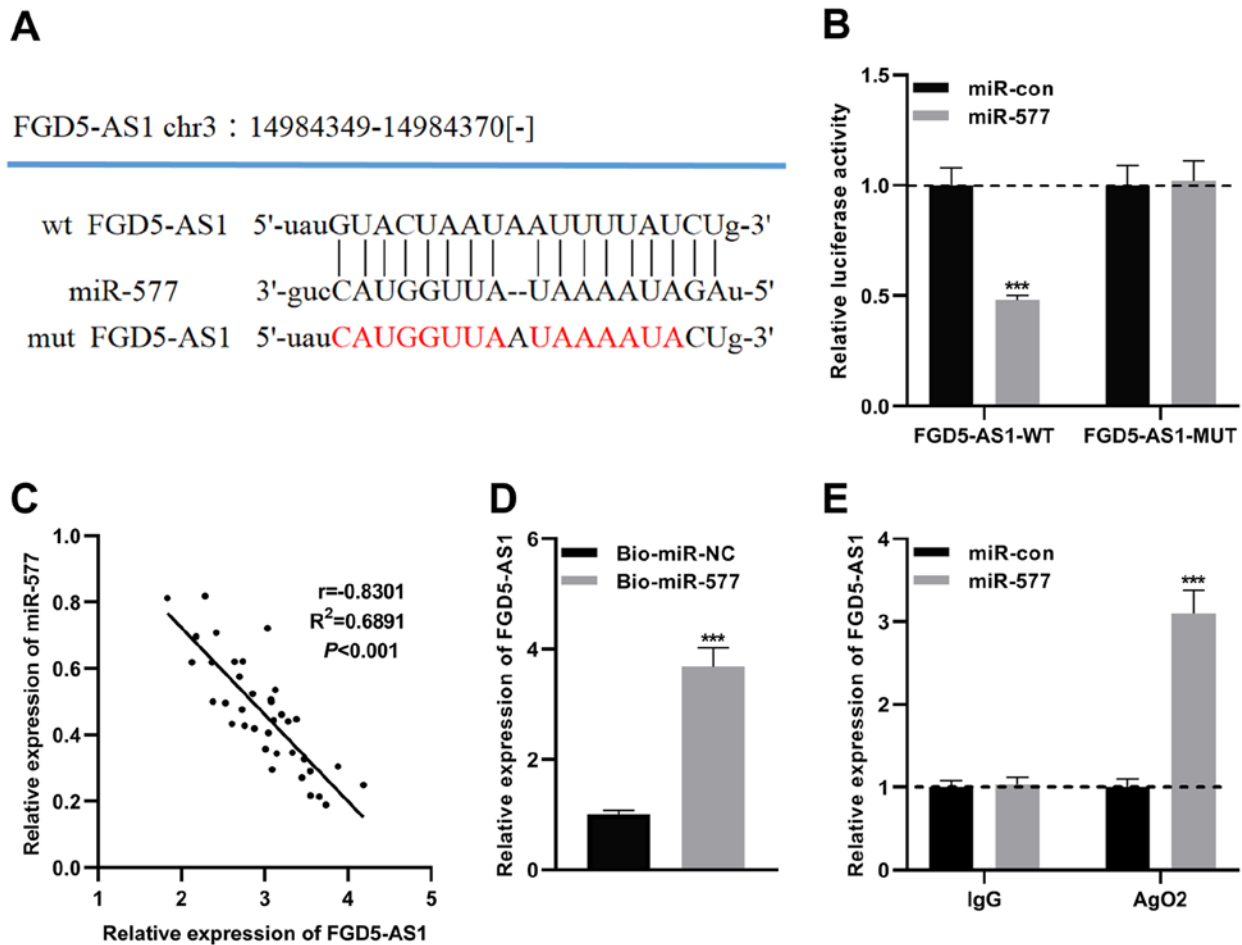 A
FGD5-AS1 chr3 : 14984349-14984370[-]
wt FGD5-AS1 5'-uauGUACUAAUAAUUUUAUCUg-3'
miR-577 3'-gucCAUGGUUA--UAAAAUAGAu-5'
mut FGD5-AS1 5'-uauCAUGGUUAAUAAAAUACUg-3'
B
Relative luciferase activity
1.5
1.0
0.5
0.0
miR-con
miR-577
***
FGD5-AS1-WT
FGD5-AS1-MUT
C
Relative expression of miR-577
1.0
0.8
0.6
0.4
0.2
0.0
r=-0.8301
R²=0.6891
P<0.001
1 2 3 4 5
Relative expression of FGD5-AS1
D
Relative expression of FGD5-AS1
6
4
2
0
Bio-miR-NC
Bio-miR-577
***
E
Relative expression of FGD5-AS1
4
3
2
1
0
miR-con
miR-577
***
IgG
AgO2